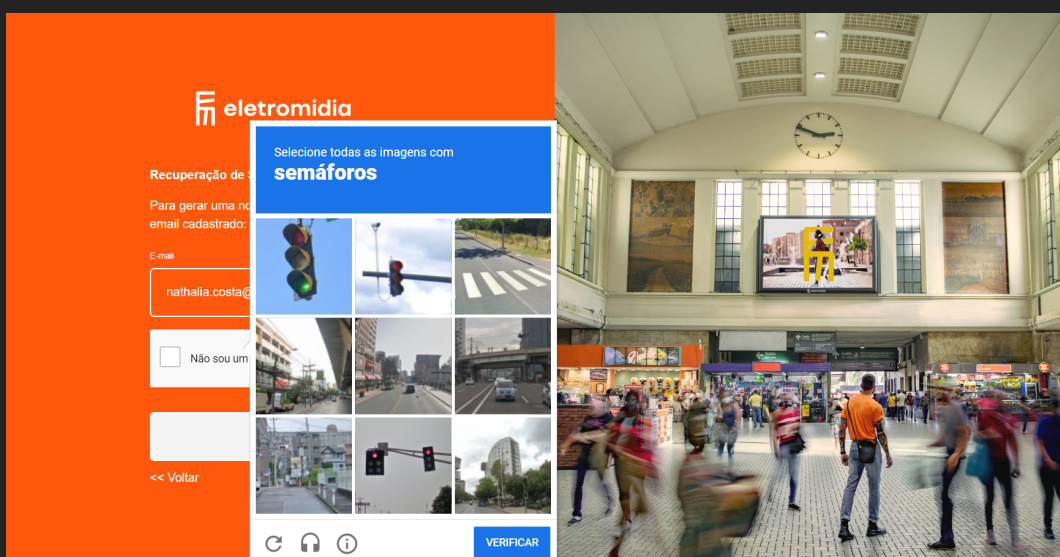 eletromidia
Selecione todas as imagens com
semáforos
Recuperação de
Para gerar uma
email cadastrado:
E-mail
nathalia.costa@
Não sou um
<< Voltar
VERIFICAR